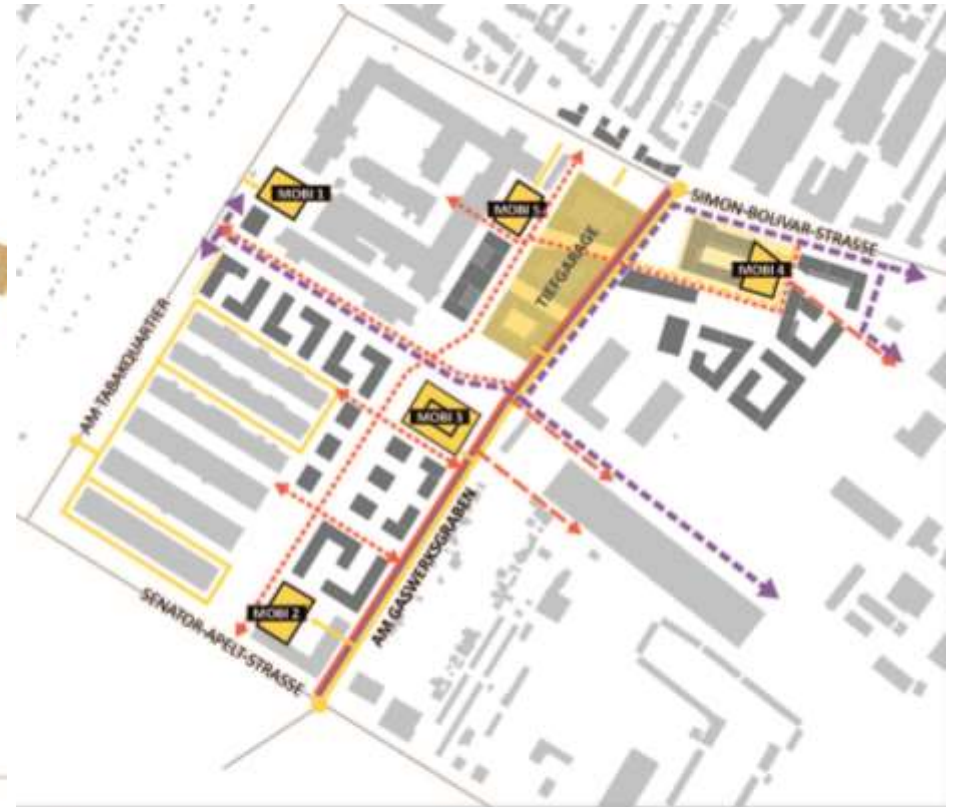 MOBI 1
MOBI 5
SIMON-BOLIVAR-STRASSE
TIEFGARAGE
MOBI 4
AM TABAKQUARTIER
MOBI 3
AM GASWERKSGRABEN
MOBI 2
SENATOR-APELT-STRASSE